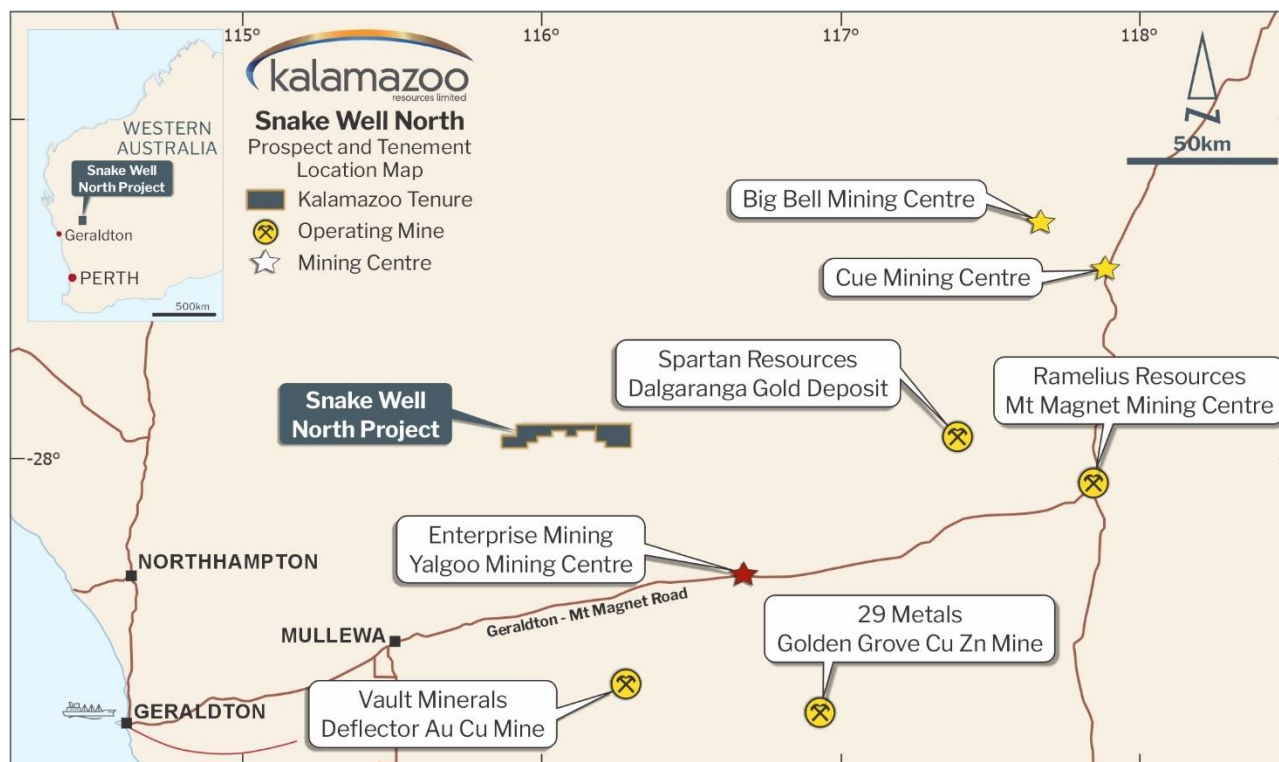 115°
116°
117°
118°
kalamazoo
resources limited
Snake Well North
Prospect and Tenement
Location Map
Kalamazoo Tenure
Operating Mine
Mining Centre
WESTERN
AUSTRALIA
Snake Well
North Project
Geraldton
PERTH
500km
N
50km
Big Bell Mining Centre
Cue Mining Centre
Spartan Resources
Dalgaranga Gold Deposit
Ramelius Resources
Mt Magnet Mining Centre
Snake Well
North Project
-28°
Enterprise Mining
Yalgoo Mining Centre
NORTHHAMPTON
Geraldton - Mt Magnet Road
29 Metals
Golden Grove Cu Zn Mine
MULLEWA
Vault Minerals
Deflector Au Cu Mine
GERALDTON